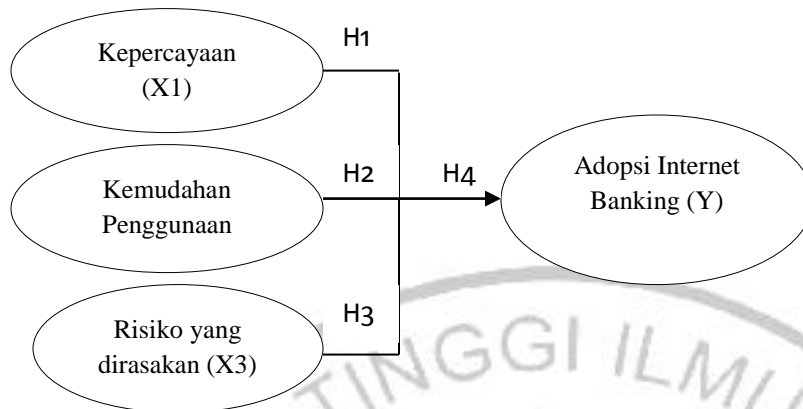 H1
Kepercayaan
(X1)
H2
H4
Kemudahan
Penggunaan
Adopsi Internet
Banking (Y)
H3
Risiko yang
dirasakan (X3)
TINGGI ILMU